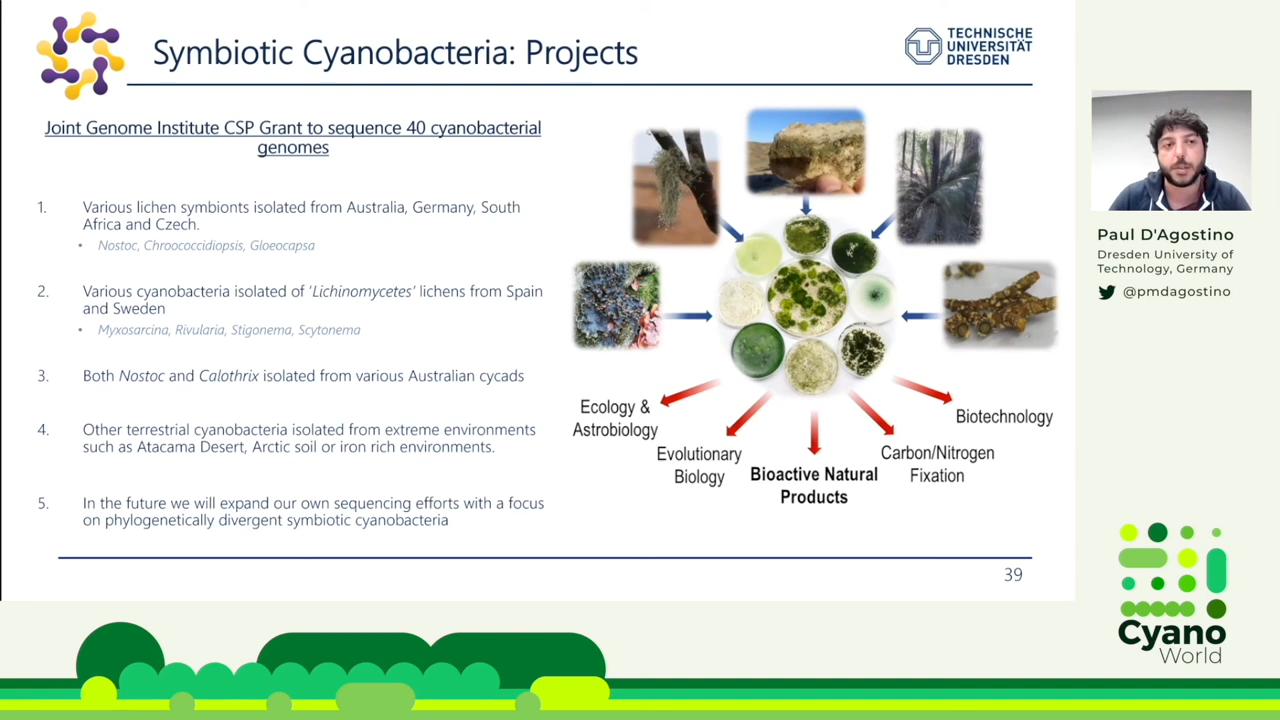 Symbiotic Cyanobacteria: Projects
TECHNISCHE
UNIVERSITÄT
DRESDEN
Joint Genome Institute CSP Grant to sequence 40 cyanobacterial
genomes
1. Various lichen symbionts isolated from Australia, Germany, South
Africa and Czech.
• Nostoc, Chroococcidiopsis, Gloeocapsa
2. Various cyanobacteria isolated of ‘Lichinomycetes’ lichens from Spain
and Sweden
• Myxosarcina, Rivularia, Stigonema, Scytonema
3. Both Nostoc and Calothrix isolated from various Australian cycads
4. Other terrestrial cyanobacteria isolated from extreme environments
such as Atacama Desert, Arctic soil or iron rich environments.
5. In the future we will expand our own sequencing efforts with a focus
on phylogenetically divergent symbiotic cyanobacteria
Ecology &
Astrobiology
Evolutionary
Biology
Bioactive Natural
Products
Carbon/Nitrogen
Fixation
Biotechnology
39
Paul D'Agostino
Dresden University of
Technology, Germany
@pmdagostino
Cyano
World